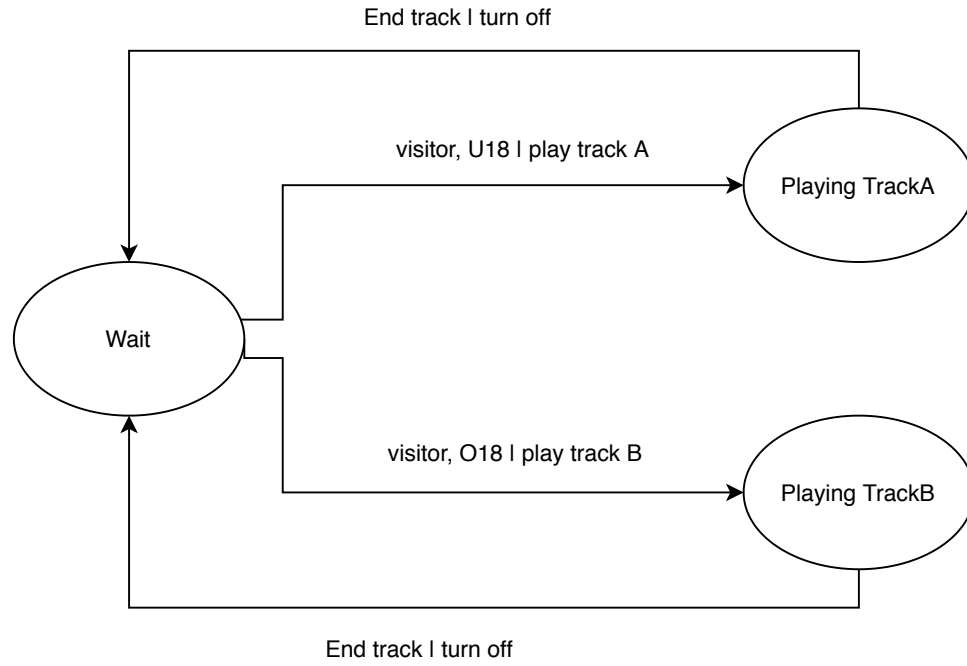 End track | turn off
visitor, U18 | play track A
Playing TrackA
Wait
visitor, O18 | play track B
Playing TrackB
End track | turn off